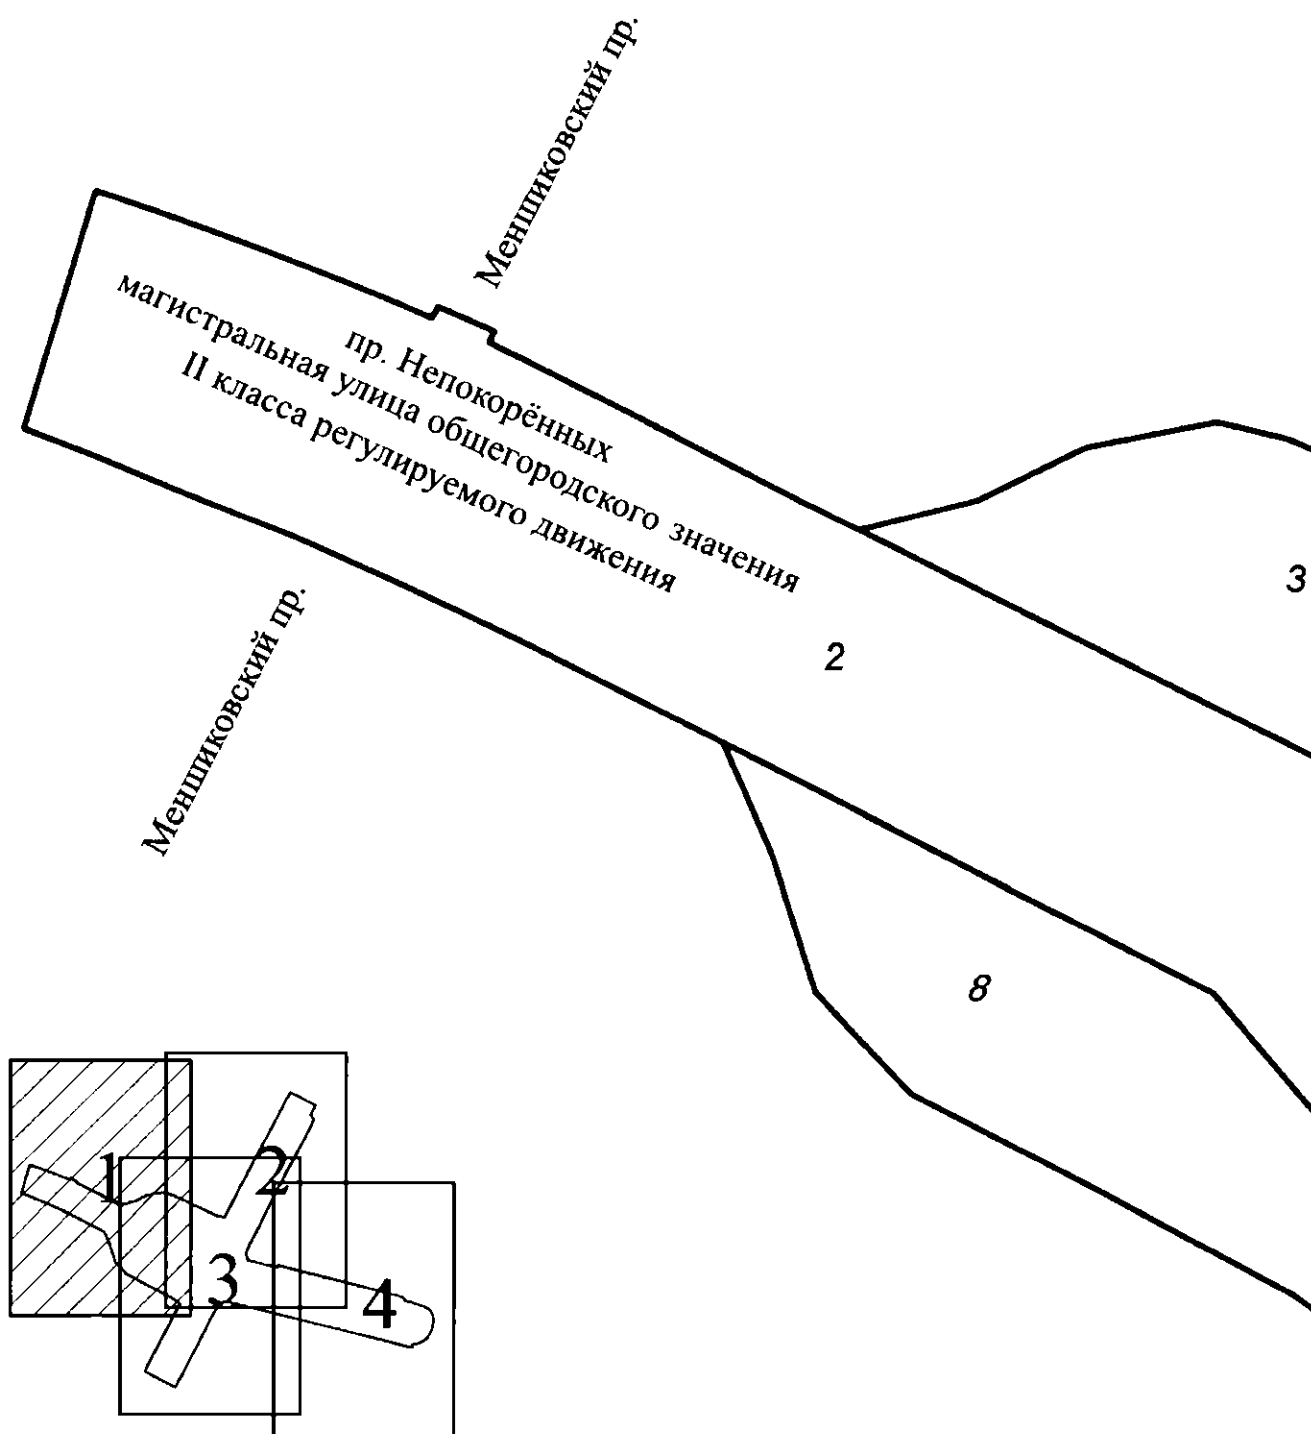 Меншиковский пр.
пр. Непокорённых
магистральная улица общегородского значения
II класса регулируемого движения
3
2
Меншиковский пр.
8
1
2
3
4